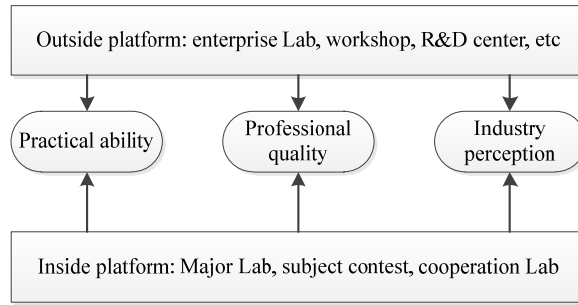 Outside platform: enterprise Lab, workshop, R&D center, etc
Practical ability
Professional
quality
Industry
perception
Inside platform: Major Lab, subject contest, cooperation Lab